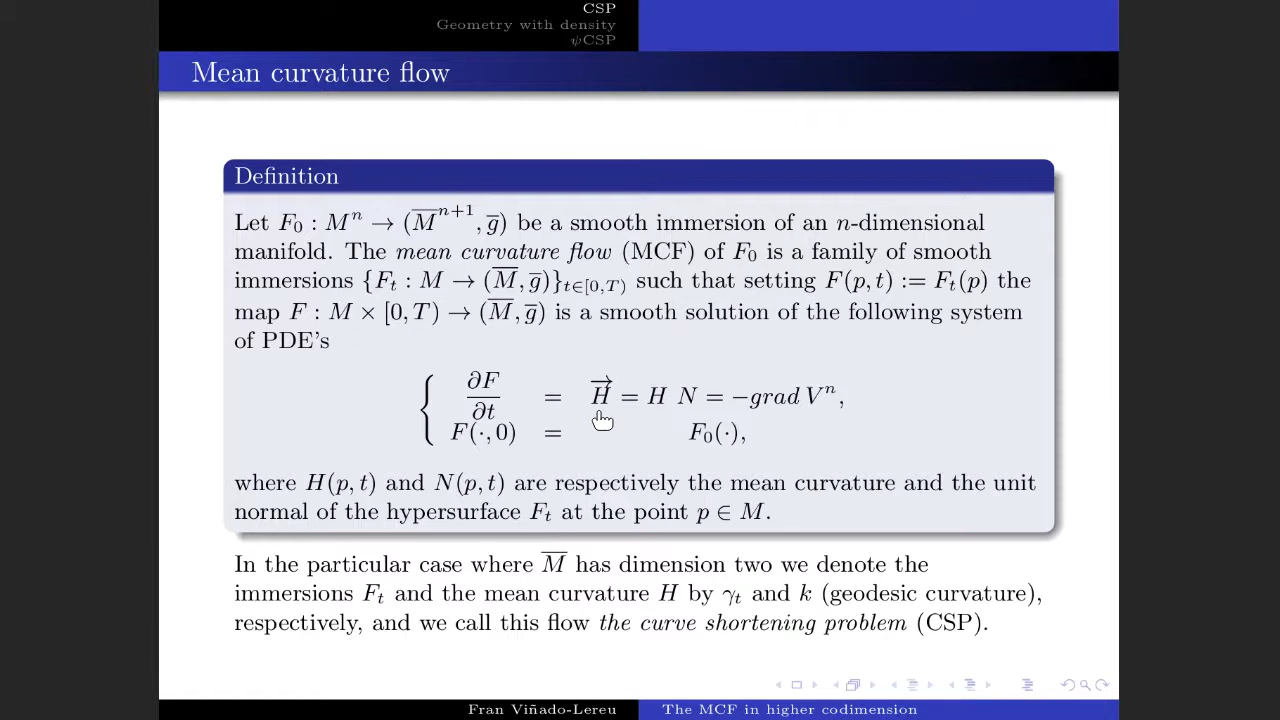 CSP
Geometry with density
ψCSP
Mean curvature flow
Definition
Let F₀ : Mⁿ → (M̅ⁿ⁺¹, g̅) be a smooth immersion of an n-dimensional
manifold. The mean curvature flow (MCF) of F₀ is a family of smooth
immersions {Fₜ : M → (M̅, g̅)}ₜ∈[0,T) such that setting F(p, t) := Fₜ(p) the
map F : M × [0, T) → (M̅, g̅) is a smooth solution of the following system
of PDE's
{ ∂F/∂t = H⃗ = H N = −grad Vⁿ,
F(·, 0) = F₀(·),
where H(p, t) and N(p, t) are respectively the mean curvature and the unit
normal of the hypersurface Fₜ at the point p ∈ M.
In the particular case where M̅ has dimension two we denote the
immersions Fₜ and the mean curvature H by γₜ and k (geodesic curvature),
respectively, and we call this flow the curve shortening problem (CSP).
Fran Viñado-Lereu The MCF in higher codimension